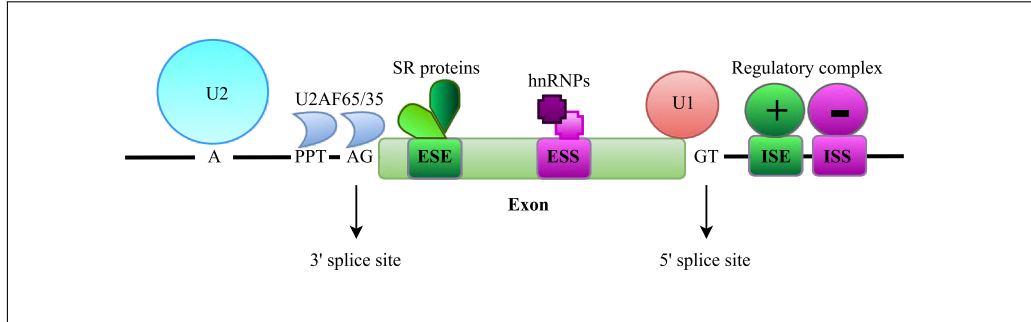 SR proteins
hnRNPs
Regulatory complex
U2
U2AF65/35
U1
+
-
A
PPT
AG
ESE
ESS
GT
ISE
ISS
Exon
3' splice site
5' splice site